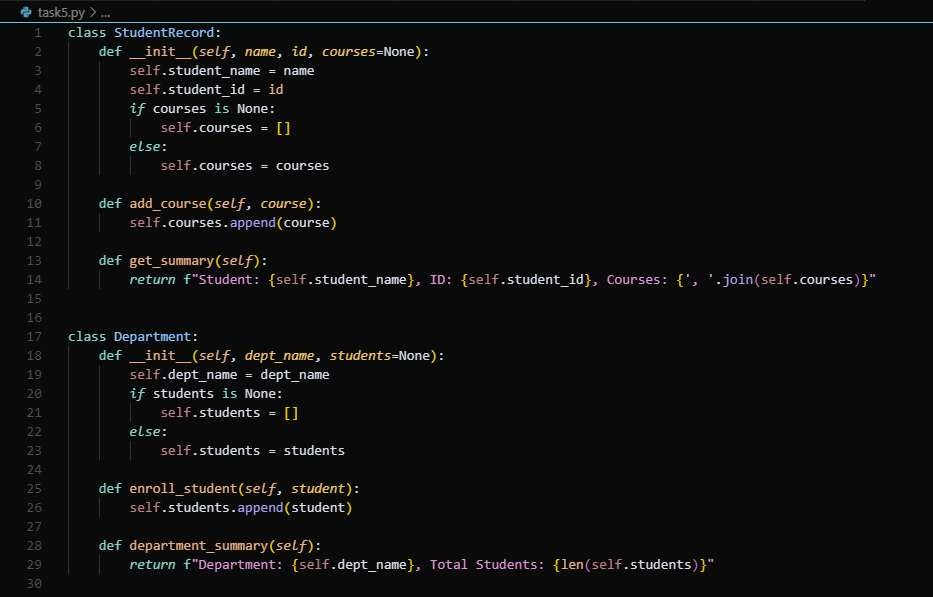 task5.py > ...
1 class StudentRecord:
2     def __init__(self, name, id, courses=None):
3         self.student_name = name
4         self.student_id = id
5         if courses is None:
6             self.courses = []
7         else:
8             self.courses = courses
9
10     def add_course(self, course):
11         self.courses.append(course)
12
13     def get_summary(self):
14         return f"Student: {self.student_name}, ID: {self.student_id}, Courses: {', '.join(self.courses)}"
15
16
17 class Department:
18     def __init__(self, dept_name, students=None):
19         self.dept_name = dept_name
20         if students is None:
21             self.students = []
22         else:
23             self.students = students
24
25     def enroll_student(self, student):
26         self.students.append(student)
27
28     def department_summary(self):
29         return f"Department: {self.dept_name}, Total Students: {len(self.students)}"
30